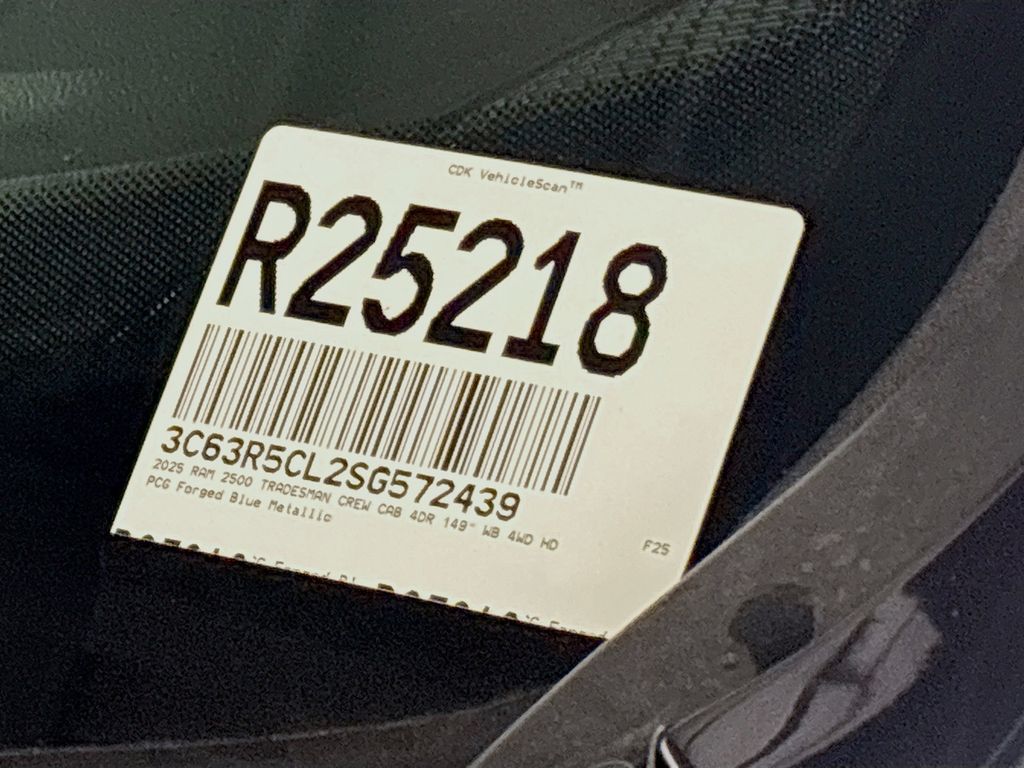 CDK VehicleScan™
R25218
3C63R5CL2SG572439
2025 RAM 2500 TRADESMAN CREW CAB 4DR 149" WB 4WD HD
PCG Forged Blue Metallic
F25